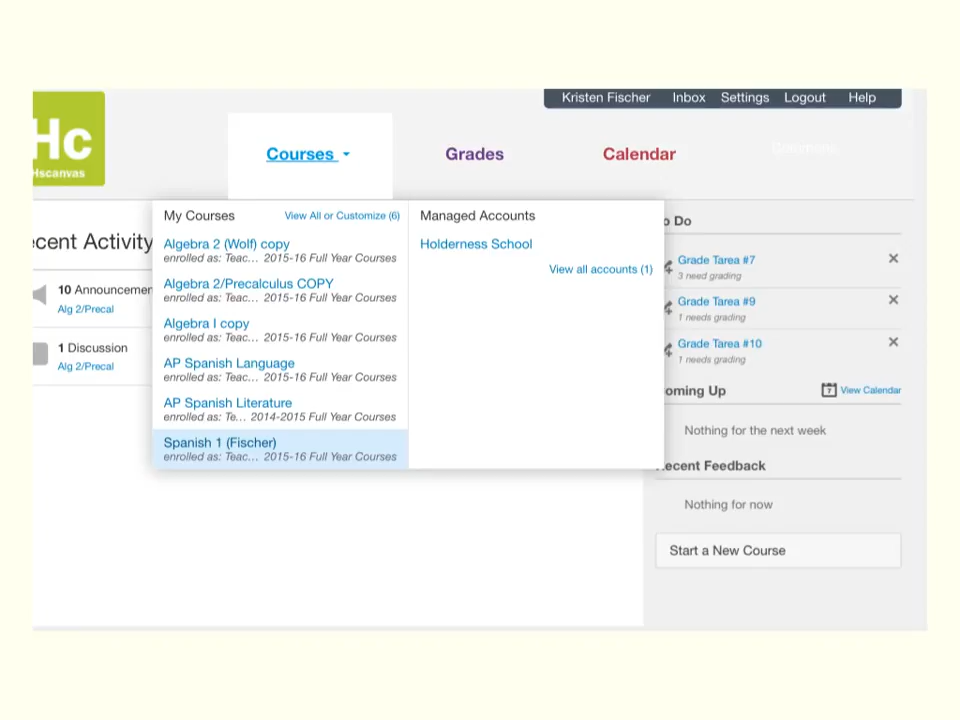 Kristen Fischer Inbox Settings Logout Help
Hc
Hscanvas
Courses
Grades
Calendar
Commons
My Courses
View All or Customize (6)
Algebra 2 (Wolf) copy
enrolled as: Teac... 2015-16 Full Year Courses
Algebra 2/Precalculus COPY
enrolled as: Teac... 2015-16 Full Year Courses
Algebra I copy
enrolled as: Teac... 2015-16 Full Year Courses
AP Spanish Language
enrolled as: Teac... 2015-16 Full Year Courses
AP Spanish Literature
enrolled as: Te... 2014-2015 Full Year Courses
Spanish 1 (Fischer)
enrolled as: Teac... 2015-16 Full Year Courses
Managed Accounts
Holderness School
View all accounts (1)
ecent Activity
10 Announcemen
Alg 2/Precal
1 Discussion
Alg 2/Precal
o Do
Grade Tarea #7
3 need grading
Grade Tarea #9
1 needs grading
Grade Tarea #10
1 needs grading
oming Up
7 View Calendar
Nothing for the next week
ecent Feedback
Nothing for now
Start a New Course